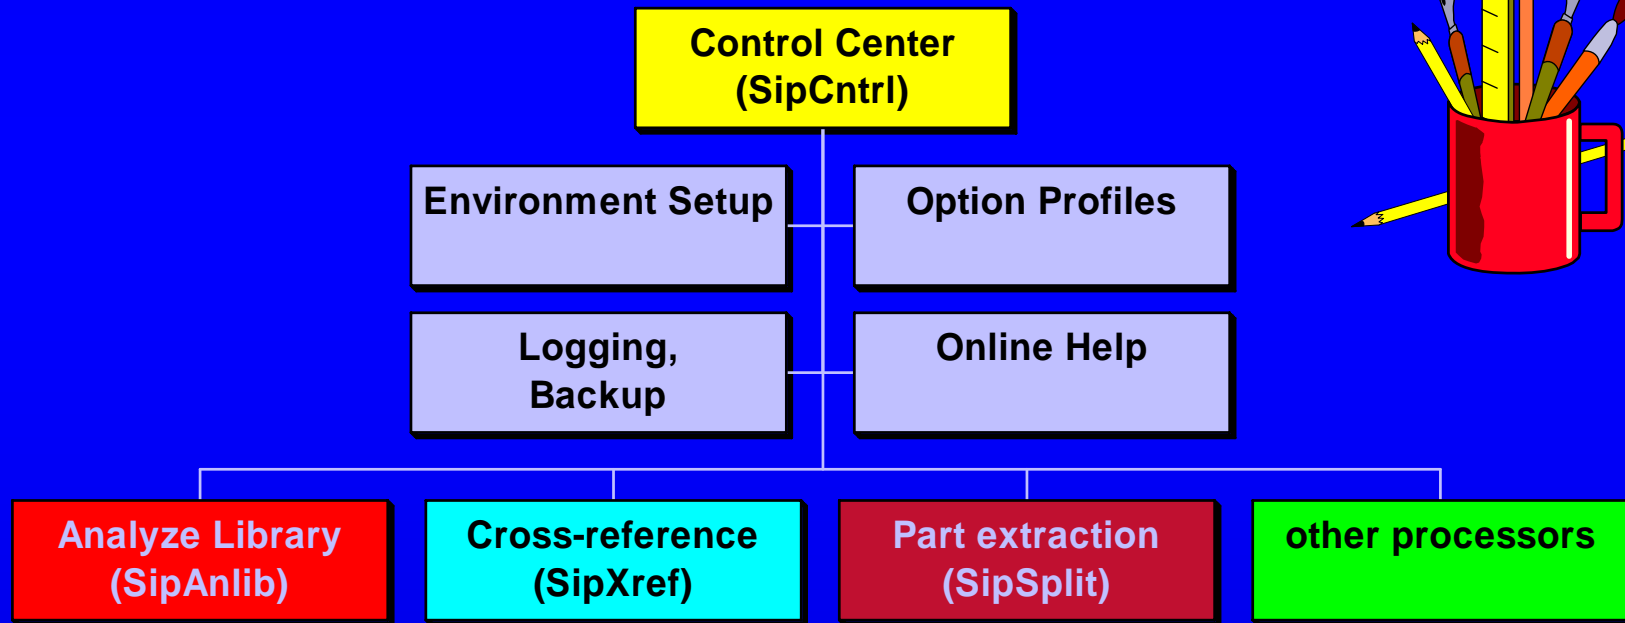 Control Center
(SipCntrl)
Environment Setup
Option Profiles
Logging,
Backup
Online Help
Analyze Library
(SipAnlib)
Cross-reference
(SipXref)
Part extraction
(SipSplit)
other processors